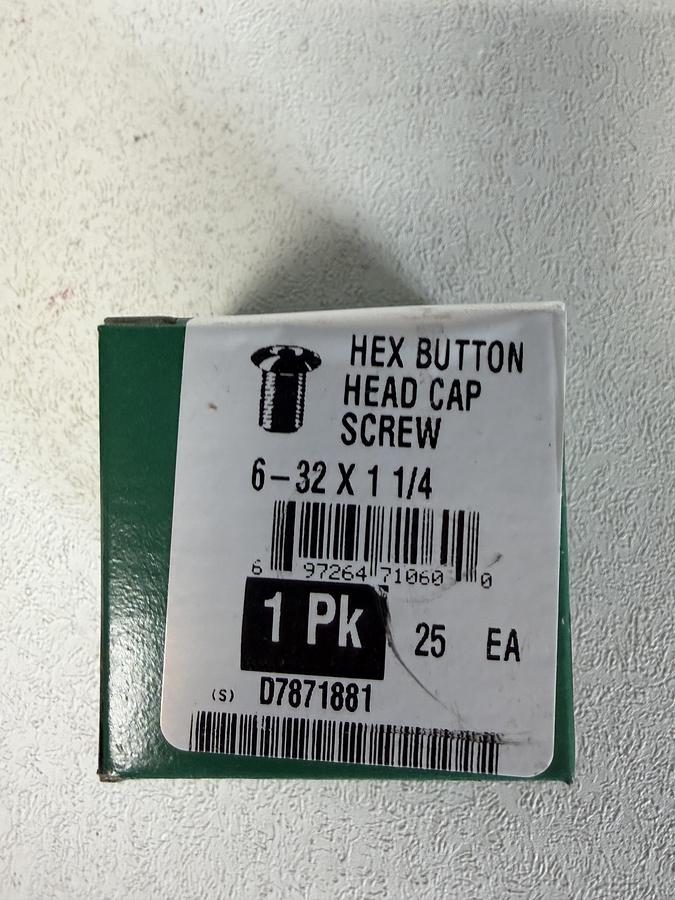 HEX BUTTON
HEAD CAP
SCREW
6-32 X 1 1/4
6 97264 71060 0
1 Pk 25 EA
(S) D7871881